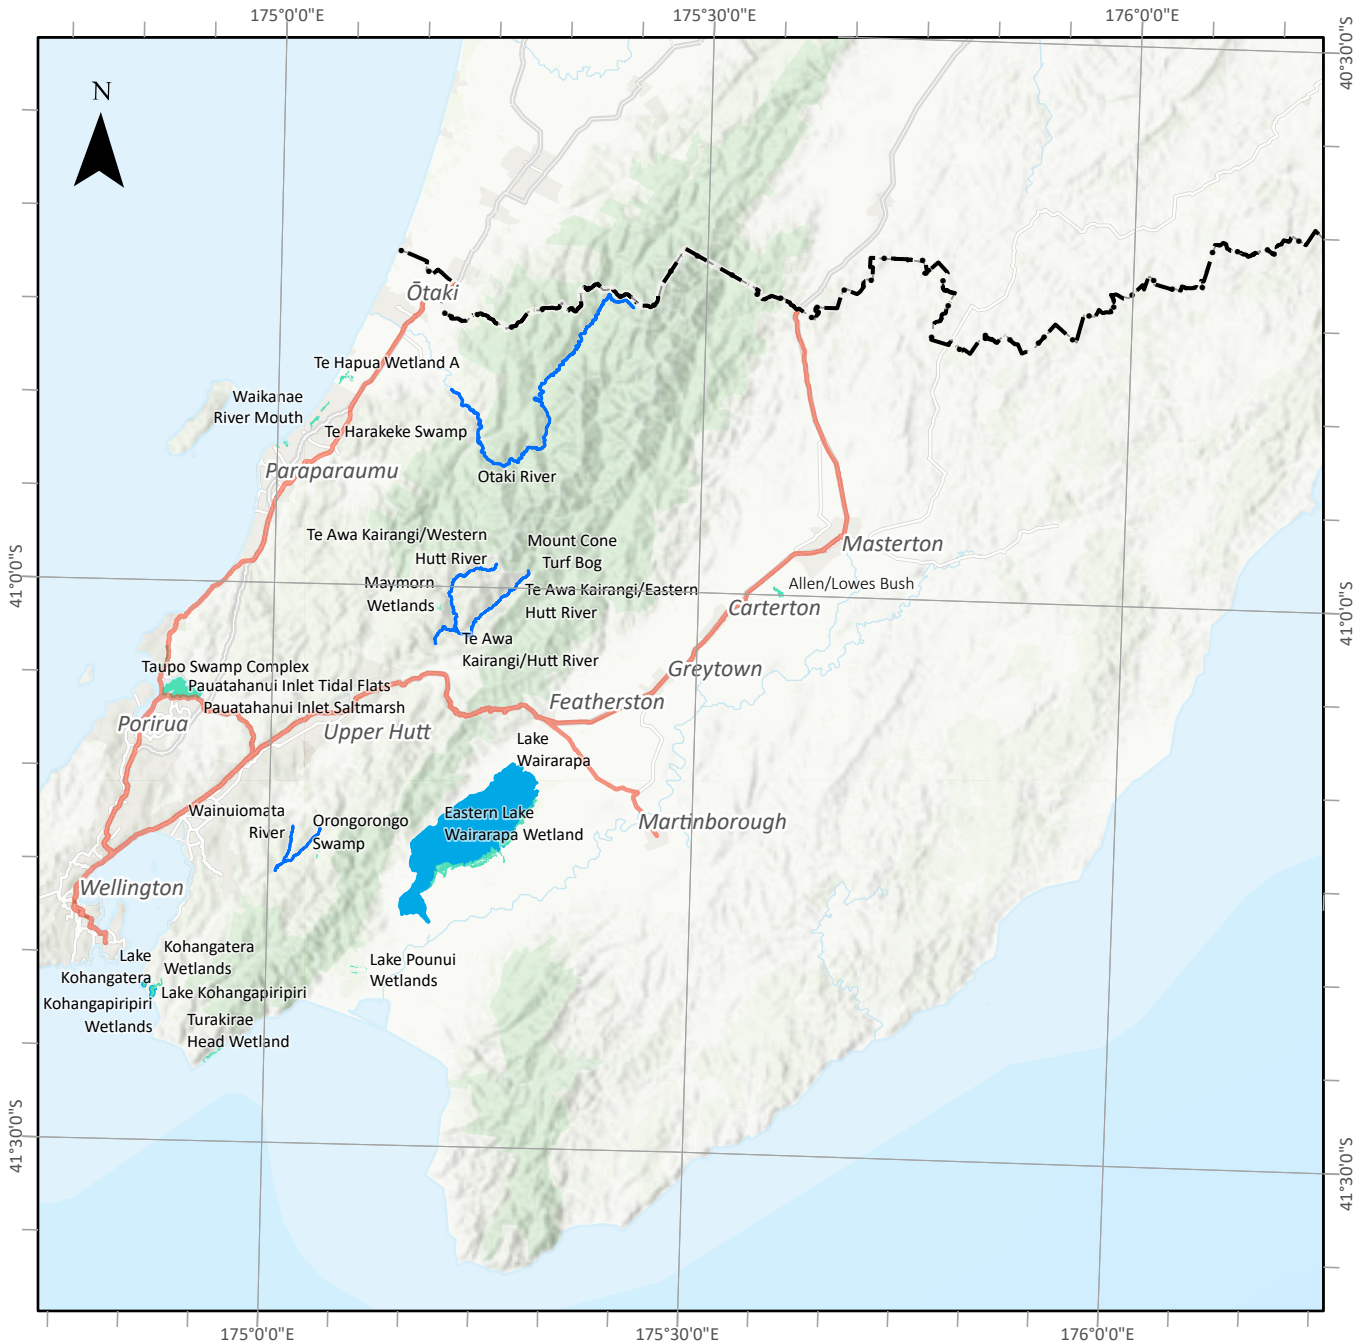 175°0'0"E
175°30'0"E
176°0'0"E
40°30'0"S
N
Ōtaki
Te Hapua Wetland A
Waikanae
River Mouth
Te Harakeke Swamp
Paraparaumu
Otaki River
Te Awa Kairangi/Western
Hutt River
Mount Cone
Turf Bog
Masterton
41°0'0"S
Maymorn
Wetlands
Te Awa Kairangi/Eastern
Hutt River
Allen/Lowes Bush
Carterton
41°0'0"S
Te Awa
Kairangi/Hutt River
Taupo Swamp Complex
Pauatahanui Inlet Tidal Flats
Pauatahanui Inlet Saltmarsh
Greytown
Featherston
Porirua
Upper Hutt
Lake
Wairarapa
Wainuiomata
River
Orongorongo
Swamp
Eastern Lake
Wairarapa Wetland
Martinborough
Wellington
Lake
Kohangatera
Kohangatera
Wetlands
Lake Pounui
Wetlands
Lake Kohangapiripiri
Kohangapiripiri
Wetlands
Turakirae
Head Wetland
41°30'0"S
41°30'0"S
175°0'0"E
175°30'0"E
176°0'0"E